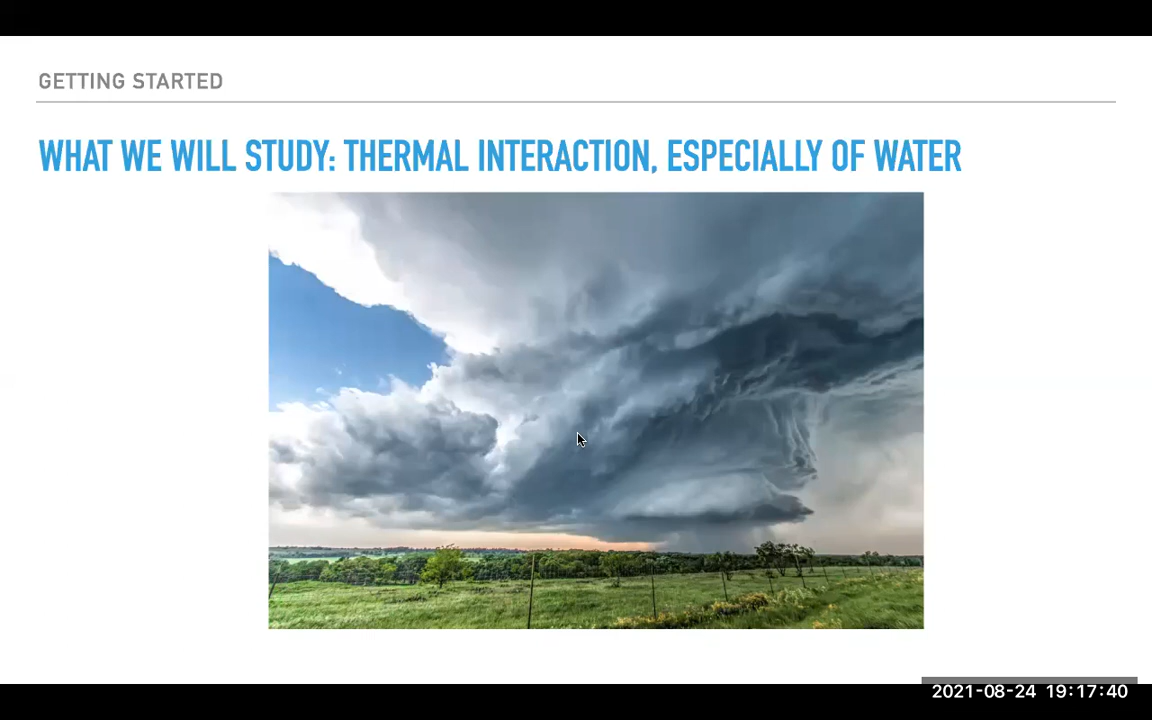 GETTING STARTED
WHAT WE WILL STUDY: THERMAL INTERACTION, ESPECIALLY OF WATER
2021-08-24 19:17:40